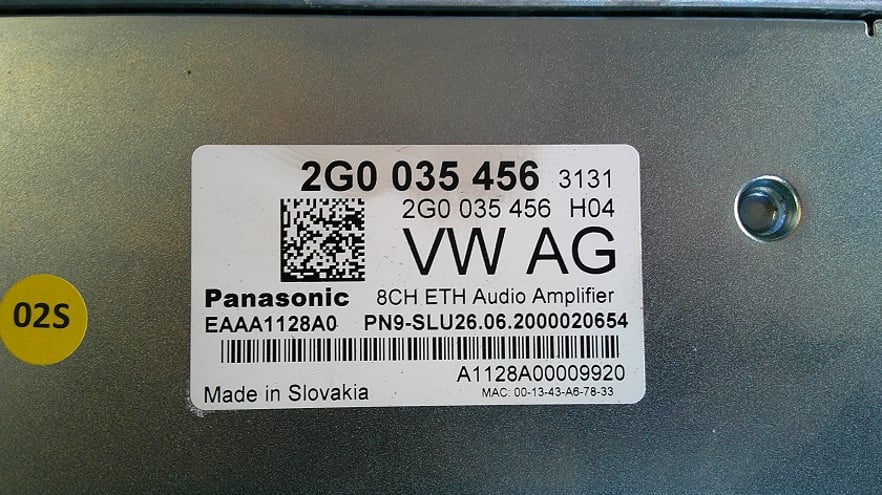 2G0 035 456 3131
2G0 035 456 H04
VW AG
Panasonic 8CH ETH Audio Amplifier
EAAA1128A0 PN9-SLU26.06.2000020654
A1128A00009920
Made in Slovakia MAC: 00-13-43-A6-78-33
02S